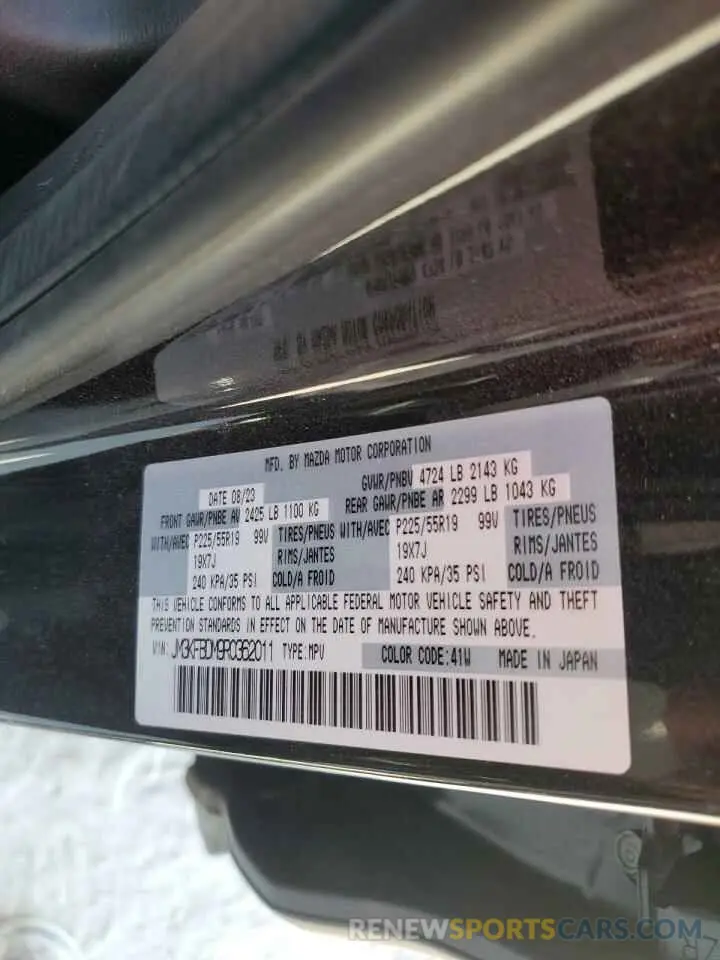 MFD. BY MAZDA MOTOR CORPORATION
DATE 08/23
GVWR/PNBV 4724 LB 2143 KG
FRONT GAWR/PNBE AV 2425 LB 1100 KG
REAR GAWR/PNBE AR 2299 LB 1043 KG
WITH/AVEC P225/55R19 99V TIRES/PNEUS WITH/AVEC P225/55R19 99V TIRES/PNEUS
19X7J RIMS/JANTES 19X7J RIMS/JANTES
240 KPA/35 PSI COLD/A FROID 240 KPA/35 PSI COLD/A FROID
THIS VEHICLE CONFORMS TO ALL APPLICABLE FEDERAL MOTOR VEHICLE SAFETY AND THEFT
PREVENTION STANDARDS IN EFFECT ON THE DATE OF MANUFACTURE SHOWN ABOVE.
VIN: JM3KFBDM9R0362011 TYPE:MPV COLOR CODE:41W MADE IN JAPAN
RENEWSPORTSCARS.COM